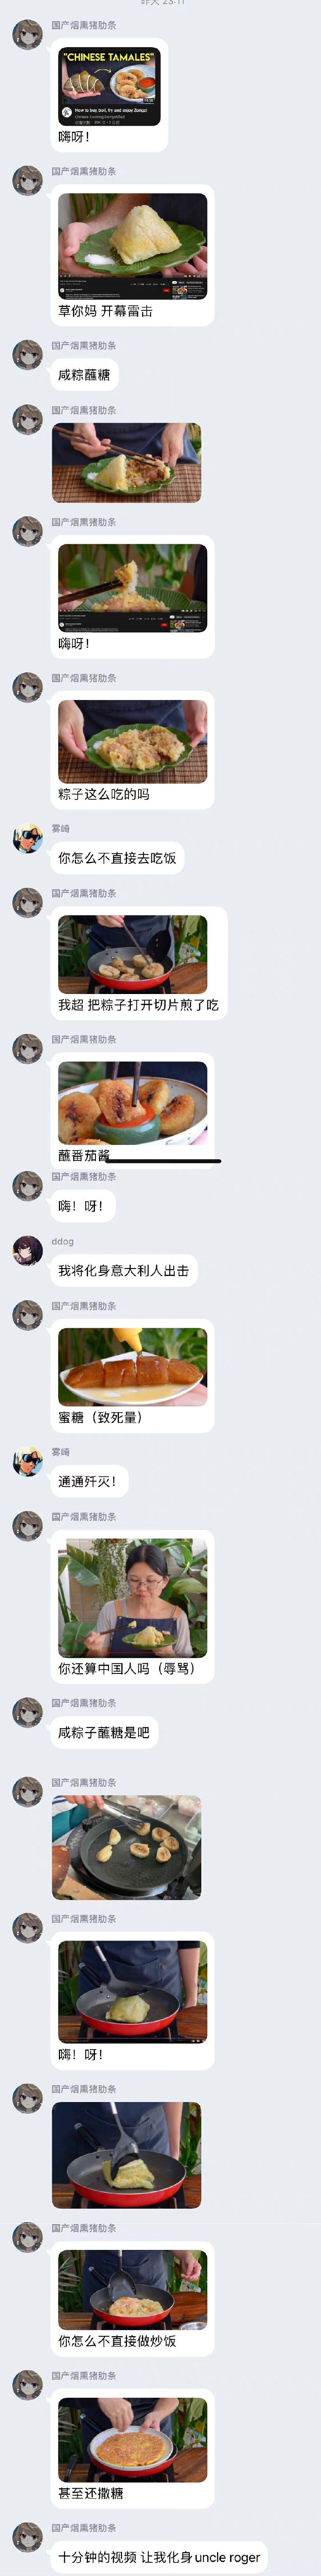 昨天 23:11
国产烟熏猪肋条
"CHINESE TAMALES"
How to buy, boil, fry and enjoy Zongzi
Chinese Cooking Demystified
嗨呀!
国产烟熏猪肋条
草你妈 开幕雷击
国产烟熏猪肋条
咸粽蘸糖
国产烟熏猪肋条
国产烟熏猪肋条
嗨呀!
国产烟熏猪肋条
粽子这么吃的吗
雾崎
你怎么不直接去吃饭
国产烟熏猪肋条
我超 把粽子打开切片煎了吃
国产烟熏猪肋条
蘸番茄酱
国产烟熏猪肋条
嗨! 呀!
ddog
我将化身意大利人出击
国产烟熏猪肋条
蜜糖（致死量）
雾崎
通通歼灭!
国产烟熏猪肋条
你还算中国人吗（辱骂）
国产烟熏猪肋条
咸粽子蘸糖是吧
国产烟熏猪肋条
国产烟熏猪肋条
嗨! 呀!
国产烟熏猪肋条
国产烟熏猪肋条
你怎么不直接做炒饭
国产烟熏猪肋条
甚至还撒糖
国产烟熏猪肋条
十分钟的视频 让我化身uncle roger